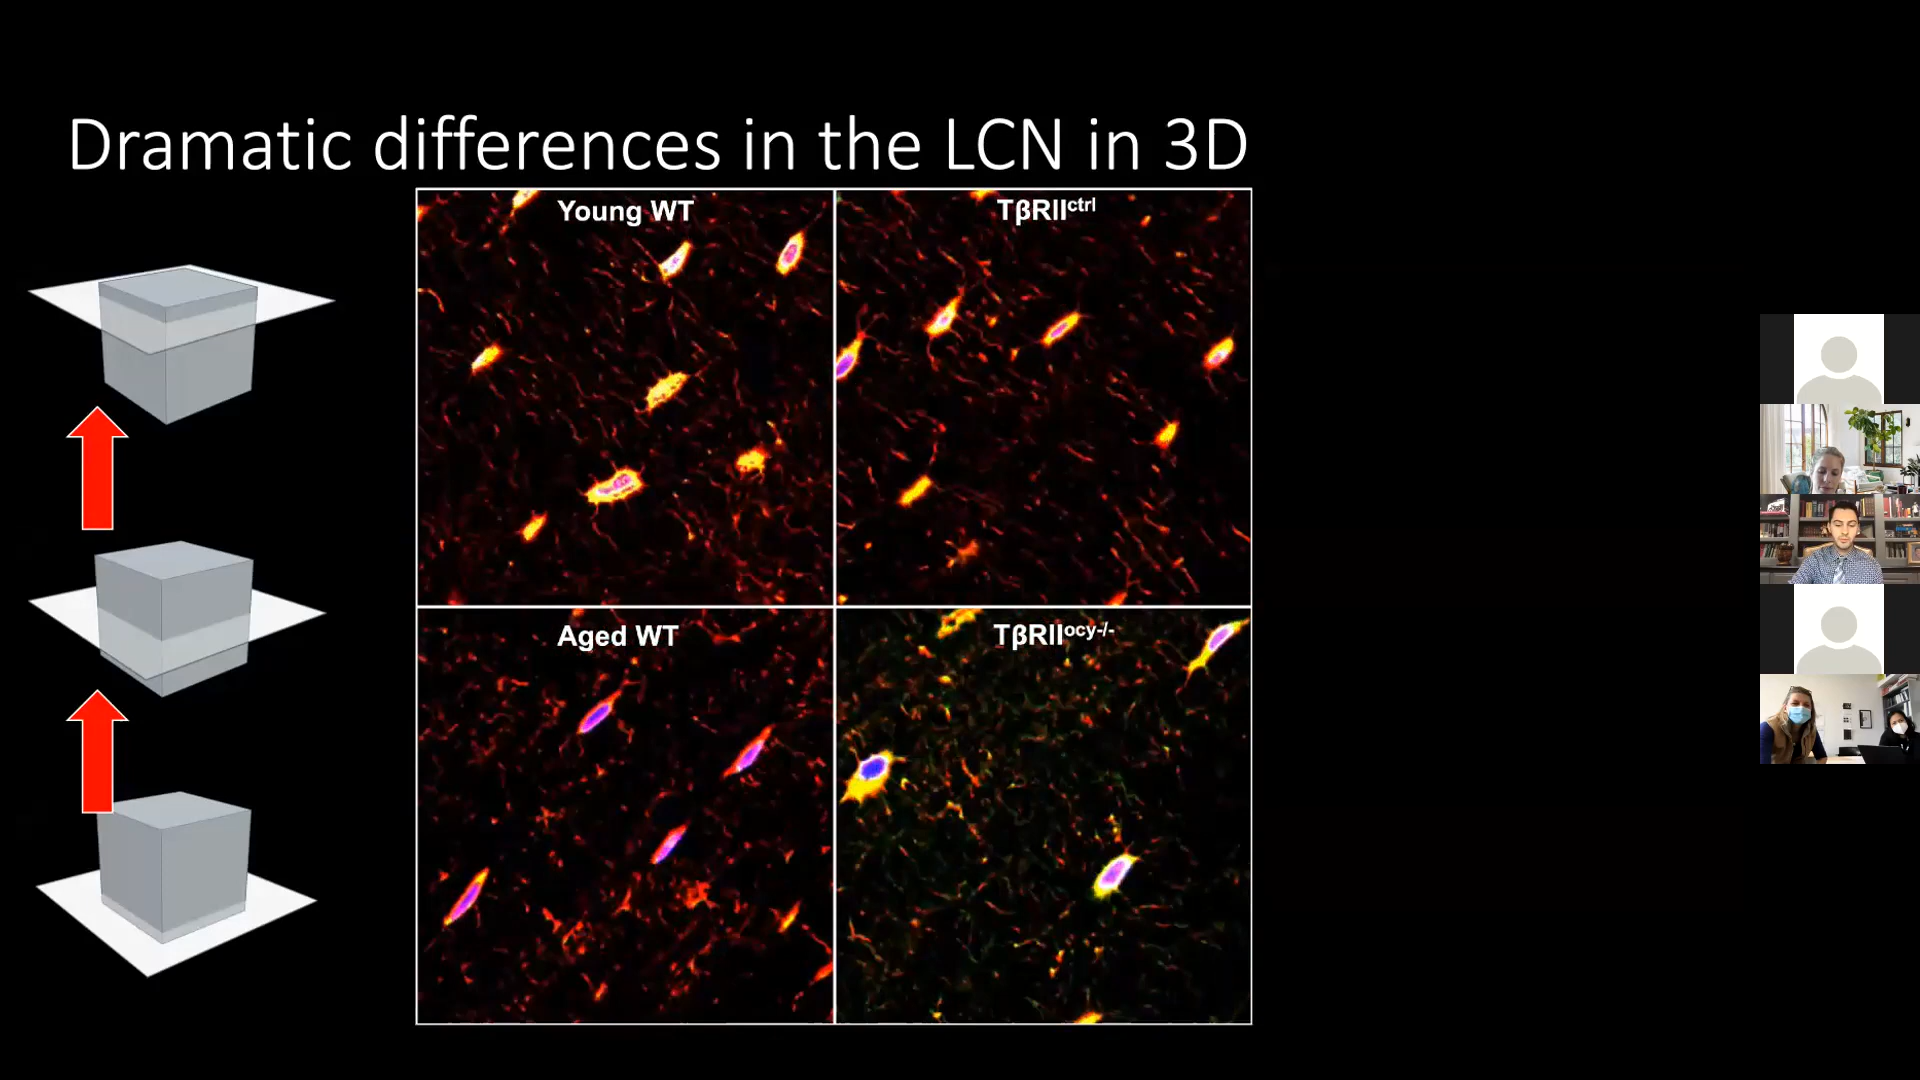 Dramatic differences in the LCN in 3D
Young WT
TβRIIctrl
Aged WT
TβRIIocy-/-